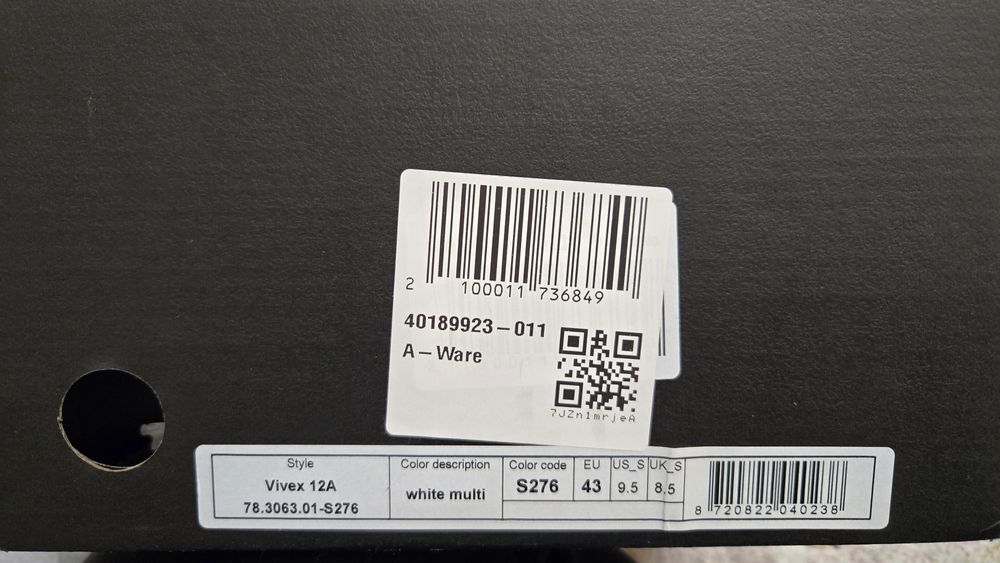 2 100011 736849
40189923-011
A-Ware
7JZn1mrjeA
Style Color description Color code EU US_S UK_S
Vivex 12A white multi S276 43 9.5 8.5
78.3063.01-S276
8 720822 040238